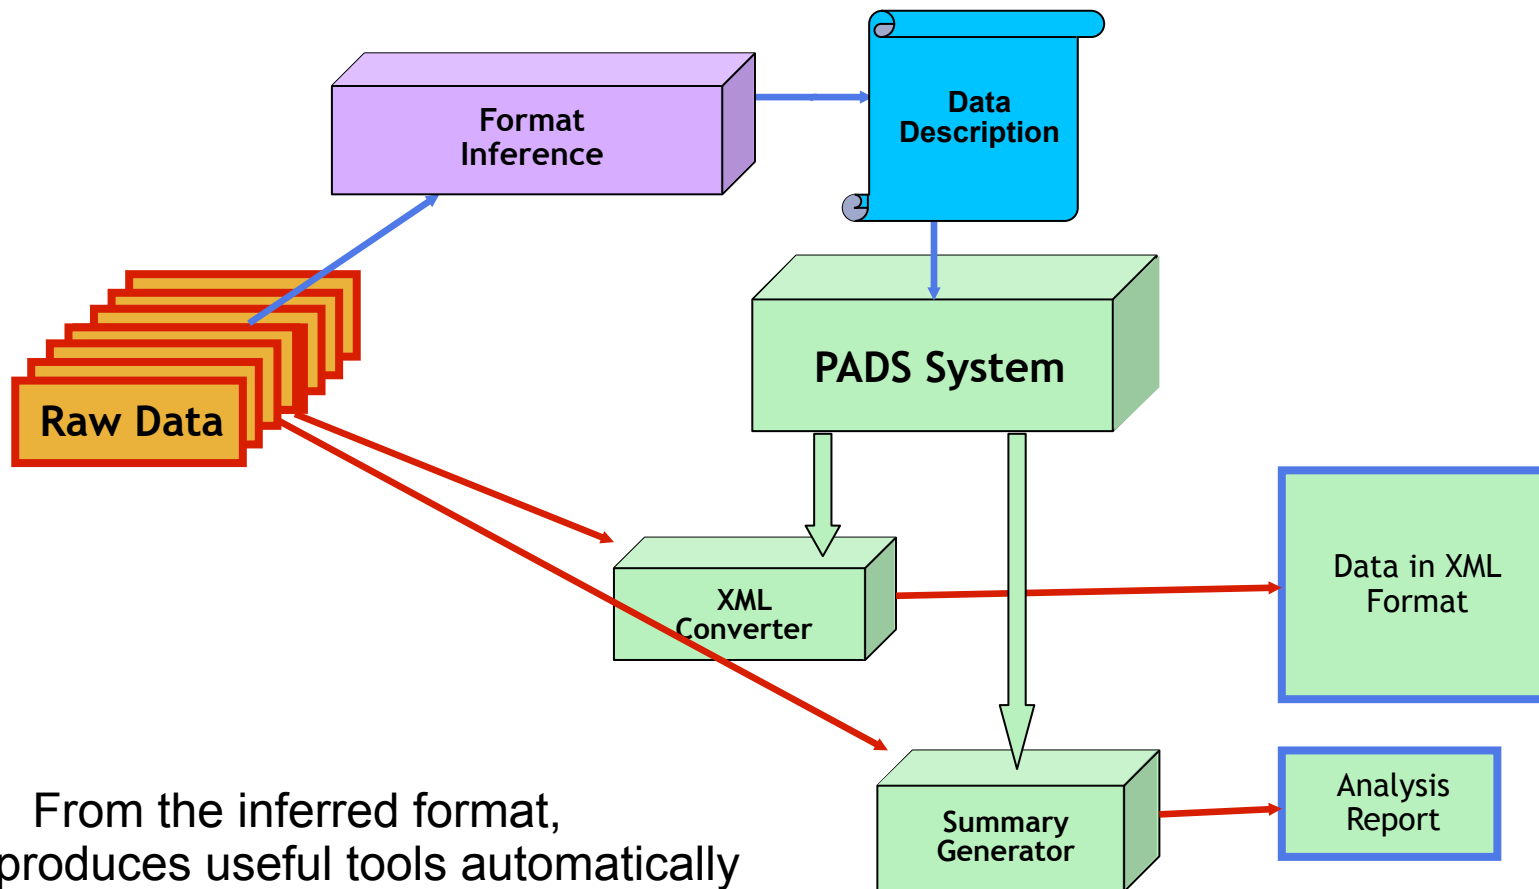 Format
Inference
Data
Description
PADS System
Raw Data
XML
Converter
Data in XML
Format
Summary
Generator
Analysis
Report
From the inferred format,
produces useful tools automatically